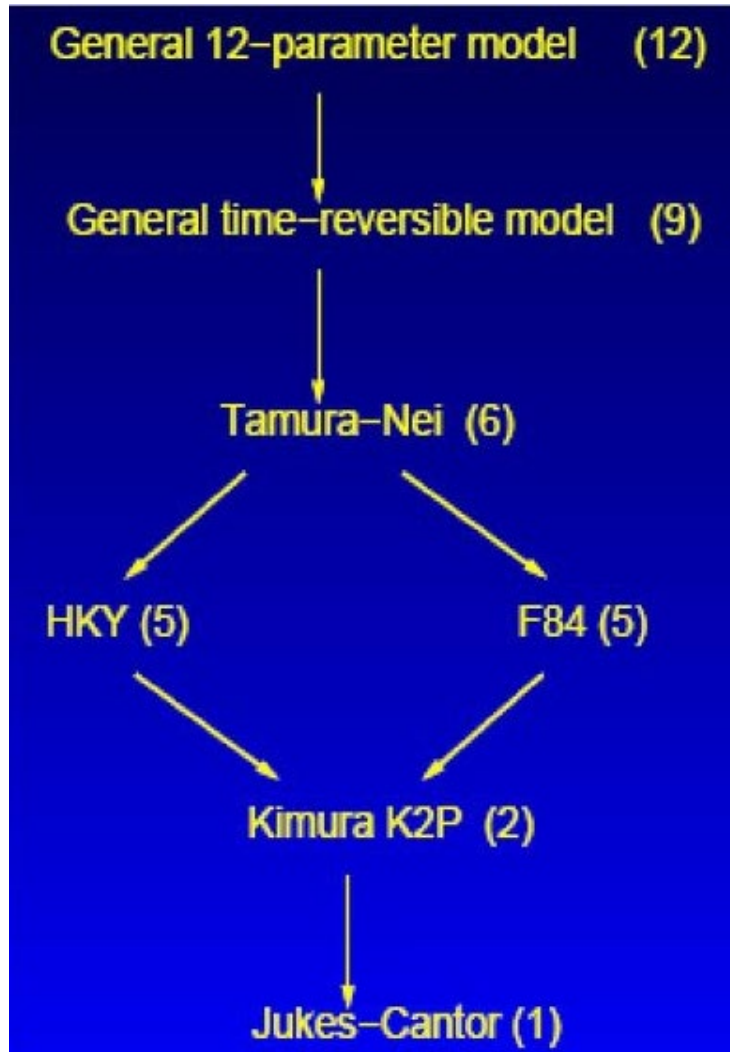 General 12–parameter model (12)
General time–reversible model (9)
Tamura–Nei (6)
HKY (5) F84 (5)
Kimura K2P (2)
Jukes–Cantor (1)